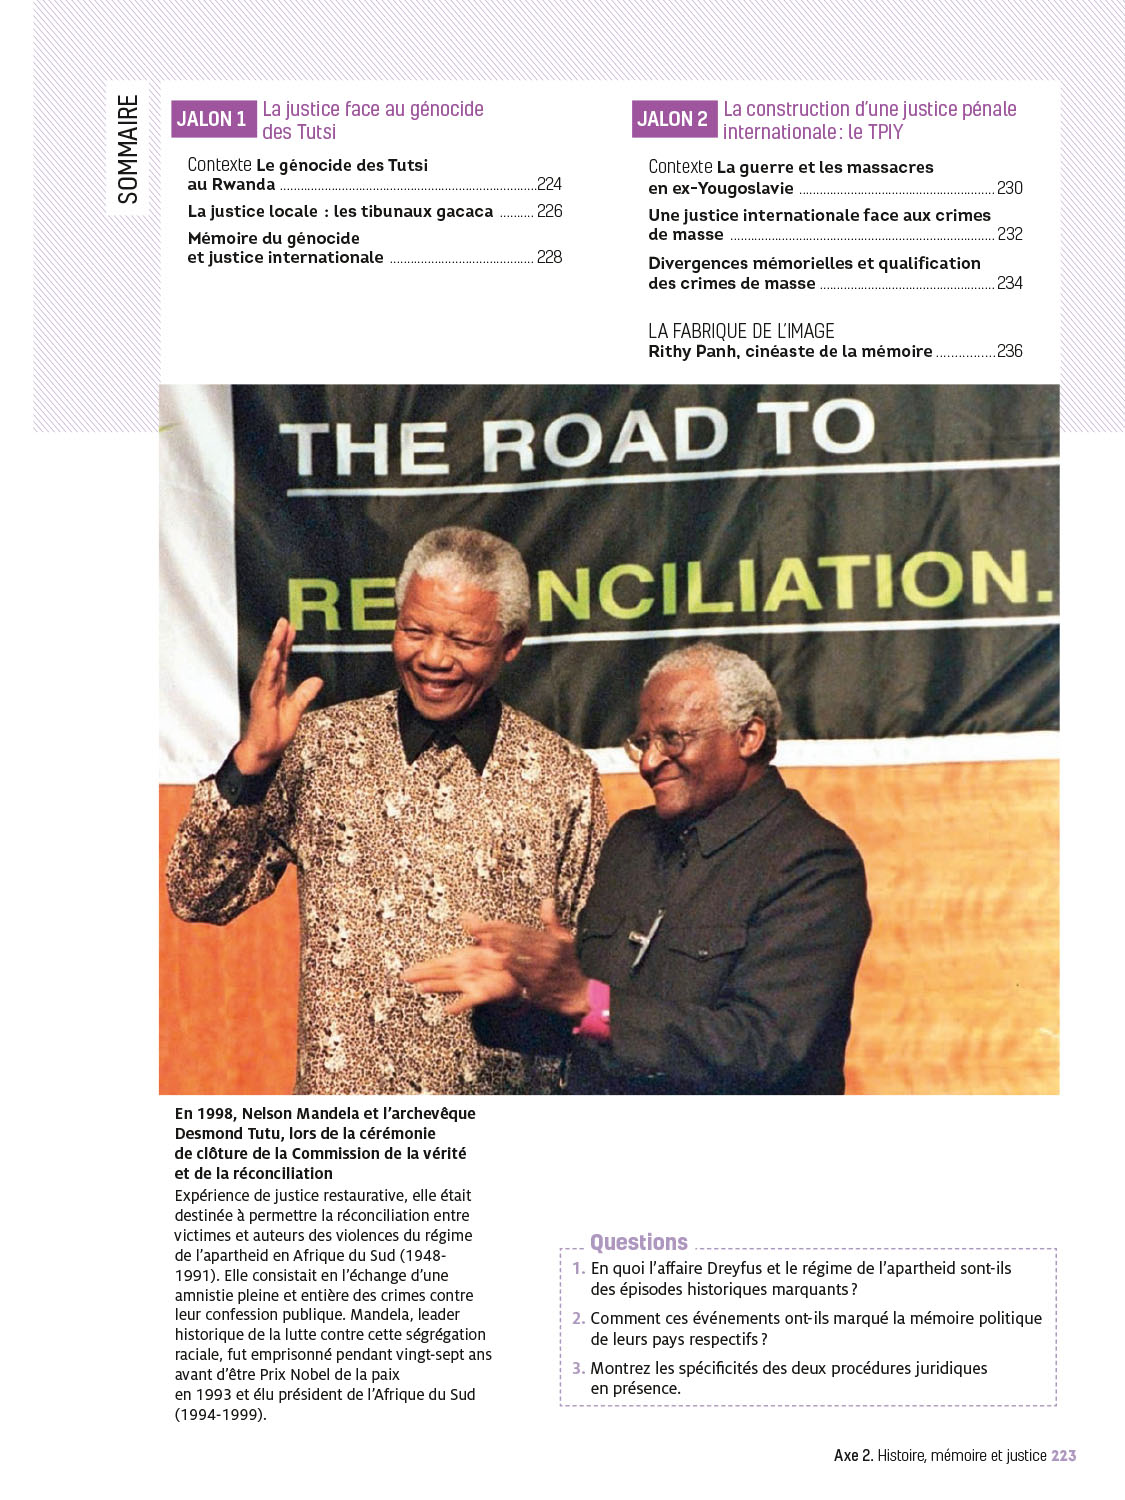 SOMMAIRE
JALON 1 La justice face au génocide
des Tutsi
Contexte Le génocide des Tutsi
au Rwanda ........................................................................... 224
La justice locale : les tibunaux gacaca .......... 226
Mémoire du génocide
et justice internationale .......................................... 228
JALON 2 La construction d'une justice pénale
internationale : le TPIY
Contexte La guerre et les massacres
en ex-Yougoslavie ......................................................... 230
Une justice internationale face aux crimes
de masse ............................................................................. 232
Divergences mémorielles et qualification
des crimes de masse ................................................... 234
LA FABRIQUE DE L'IMAGE
Rithy Panh, cinéaste de la mémoire ................ 236
THE ROAD TO
RE NCILIATION.
En 1998, Nelson Mandela et l'archevêque
Desmond Tutu, lors de la cérémonie
de clôture de la Commission de la vérité
et de la réconciliation
Expérience de justice restaurative, elle était
destinée à permettre la réconciliation entre
victimes et auteurs des violences du régime
de l'apartheid en Afrique du Sud (1948-
1991). Elle consistait en l'échange d'une
amnistie pleine et entière des crimes contre
leur confession publique. Mandela, leader
historique de la lutte contre cette ségrégation
raciale, fut emprisonné pendant vingt-sept ans
avant d'être Prix Nobel de la paix
en 1993 et élu président de l'Afrique du Sud
(1994-1999).
Questions
1. En quoi l'affaire Dreyfus et le régime de l'apartheid sont-ils
des épisodes historiques marquants ?
2. Comment ces événements ont-ils marqué la mémoire politique
de leurs pays respectifs ?
3. Montrez les spécificités des deux procédures juridiques
en présence.
Axe 2. Histoire, mémoire et justice 223